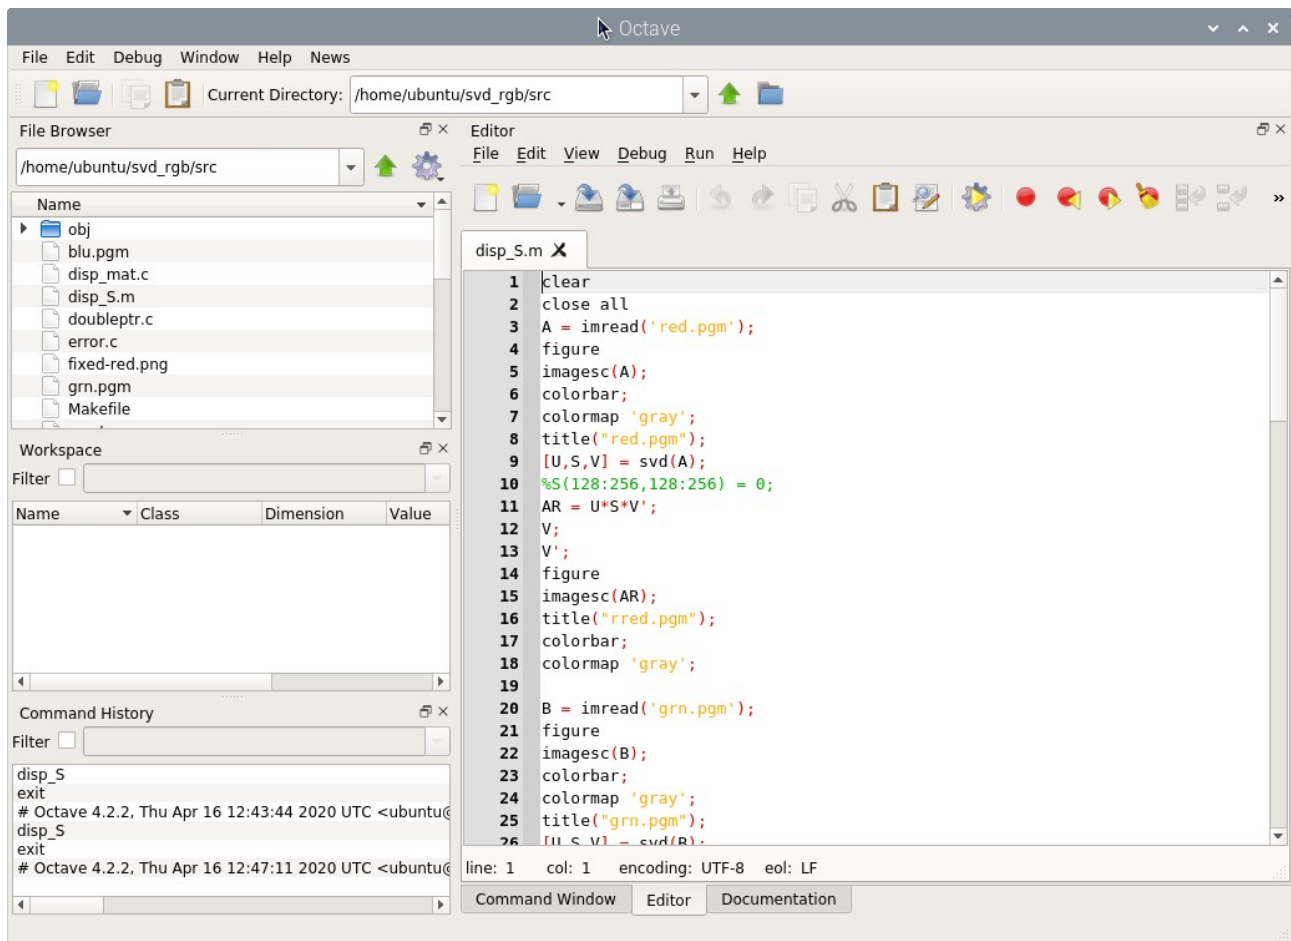 Octave
File Edit Debug Window Help News
Current Directory: /home/ubuntu/svd_rgb/src
File Browser
/home/ubuntu/svd_rgb/src
Name
obj
blu.pgm
disp_mat.c
disp_S.m
doubleptr.c
error.c
fixed-red.png
grn.pgm
Makefile
Workspace
Filter
Name Class Dimension Value
Command History
Filter
disp_S
exit
# Octave 4.2.2, Thu Apr 16 12:43:44 2020 UTC <ubuntu@
disp_S
exit
# Octave 4.2.2, Thu Apr 16 12:47:11 2020 UTC <ubuntu@
Editor
File Edit View Debug Run Help
»
disp_S.m
1 clear
2 close all
3 A = imread('red.pgm');
4 figure
5 imagesc(A);
6 colorbar;
7 colormap 'gray';
8 title("red.pgm");
9 [U,S,V] = svd(A);
10 %S(128:256,128:256) = 0;
11 AR = U*S*V';
12 V;
13 V';
14 figure
15 imagesc(AR);
16 title("rred.pgm");
17 colorbar;
18 colormap 'gray';
19
20 B = imread('grn.pgm');
21 figure
22 imagesc(B);
23 colorbar;
24 colormap 'gray';
25 title("grn.pgm");
26 [U,S,V] = svd(B);
line: 1 col: 1 encoding: UTF-8 eol: LF
Command Window Editor Documentation